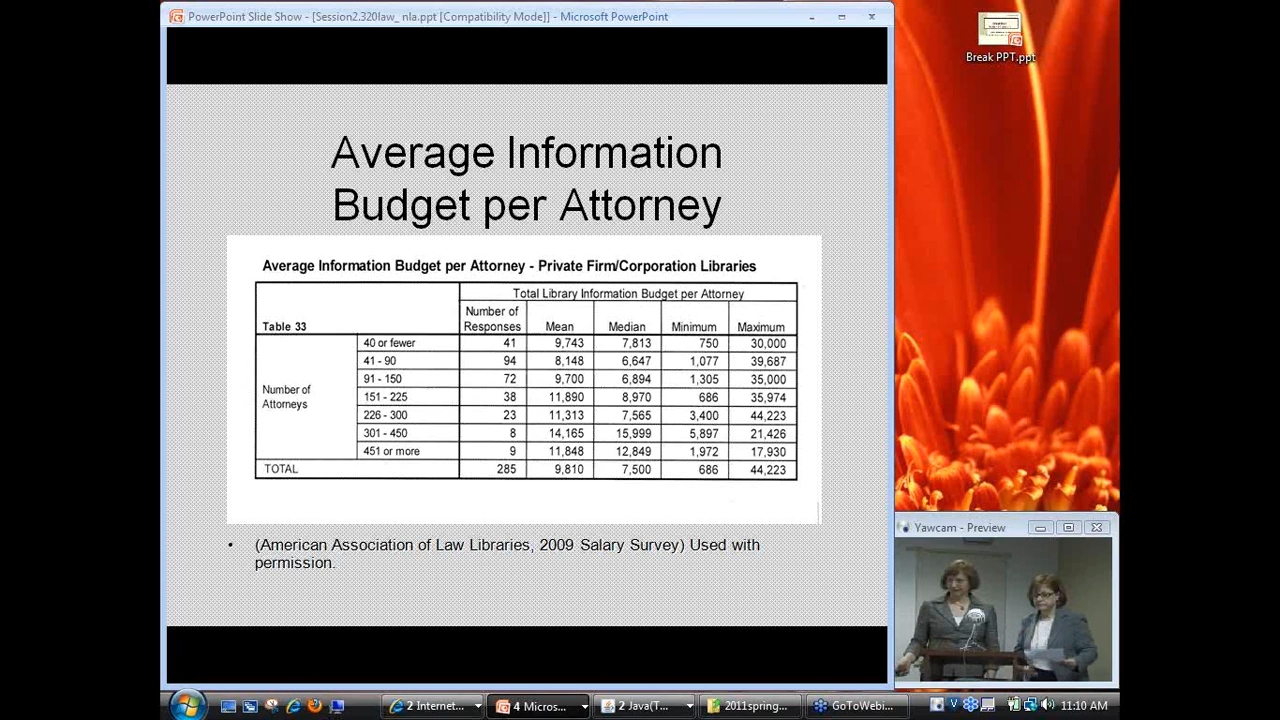 PowerPoint Slide Show - [Session2.320law_ nla.ppt [Compatibility Mode]] - Microsoft PowerPoint
Break PPT.ppt
Average Information
Budget per Attorney
Average Information Budget per Attorney - Private Firm/Corporation Libraries
Total Library Information Budget per Attorney
Table 33 Number of Responses Mean Median Minimum Maximum
Number of Attorneys
40 or fewer 41 9,743 7,813 750 30,000
41 - 90 94 8,148 6,647 1,077 39,687
91 - 150 72 9,700 6,894 1,305 35,000
151 - 225 38 11,890 8,970 686 35,974
226 - 300 23 11,313 7,565 3,400 44,223
301 - 450 8 14,165 15,999 5,897 21,426
451 or more 9 11,848 12,849 1,972 17,930
TOTAL 285 9,810 7,500 686 44,223
• (American Association of Law Libraries, 2009 Salary Survey) Used with
permission.
Yawcam - Preview
2 Internet... 4 Micros... 2 Java(T... 2011spring... GoToWebi... V 11:10 AM